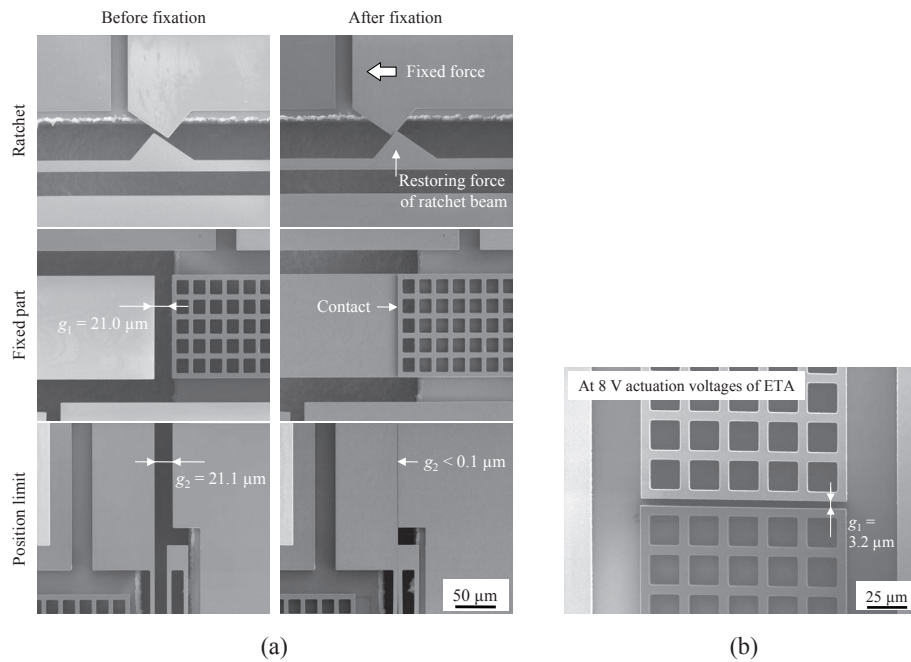 Before fixation
After fixation
Ratchet
Fixed force
Restoring force
of ratchet beam
Fixed part
g₁ = 21.0 μm
Contact
Position limit
g₂ = 21.1 μm
g₂ < 0.1 μm
50 μm
(a)
At 8 V actuation voltages of ETA
g₁ =
3.2 μm
25 μm
(b)